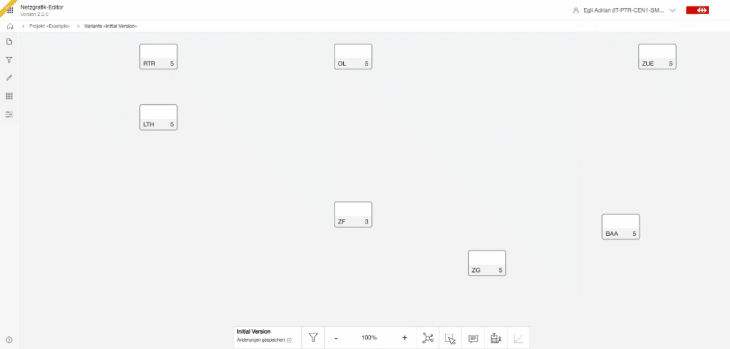 Netzgrafik-Editor
Version 2.2.0
Egli Adrian (IT-PTR-CEN1-SM...
Projekt «Example» > Variante «Initial Version»
RTR 5
OL 5
ZUE 5
LTH 5
ZF 3
BAA 5
ZG 5
Initial Version
Änderungen gespeichert
- 100% +